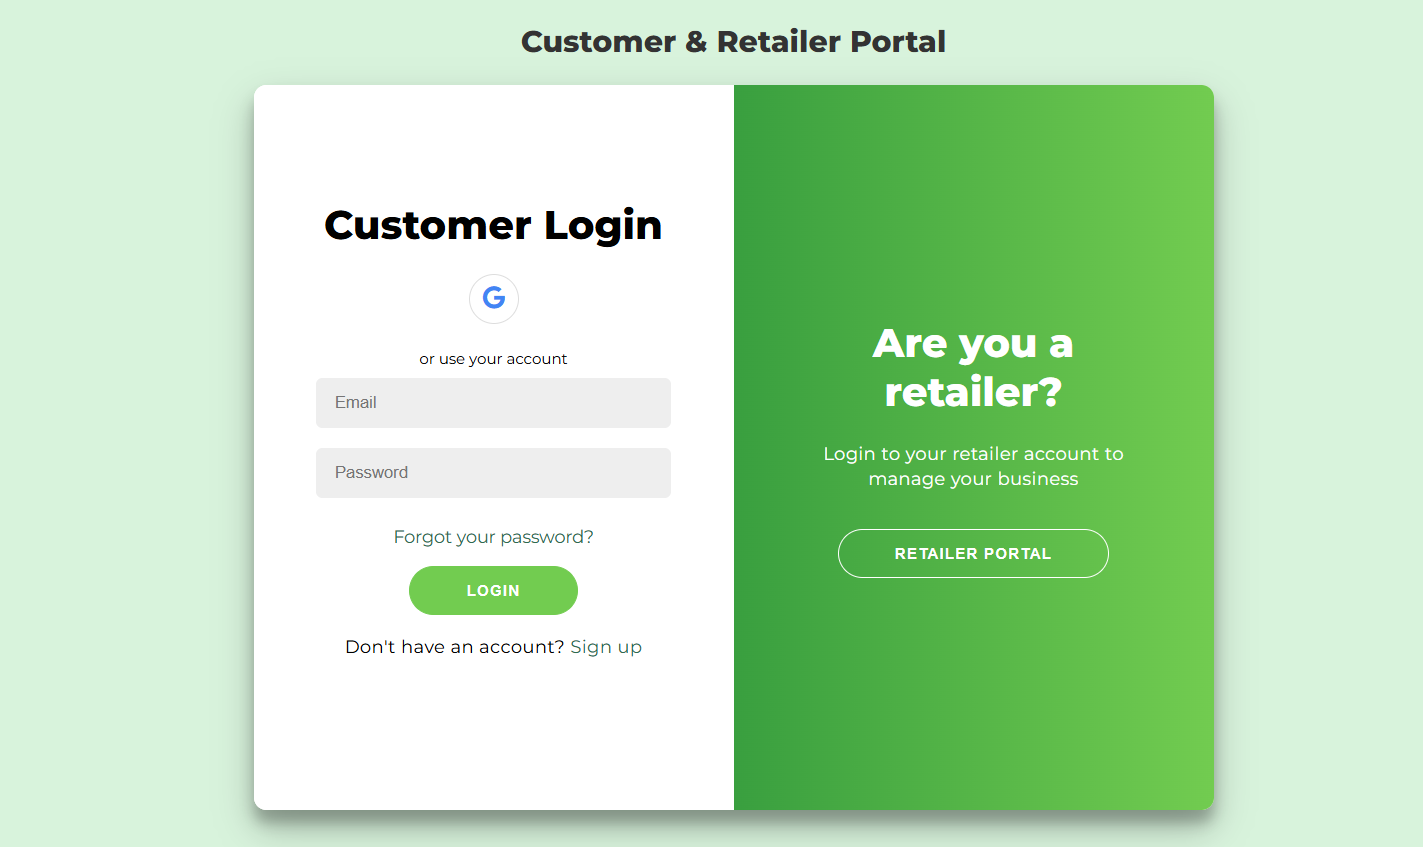 Customer & Retailer Portal
Customer Login
G
or use your account
Email
Password
Forgot your password?
LOGIN
Don't have an account? Sign up
Are you a
retailer?
Login to your retailer account to
manage your business
RETAILER PORTAL